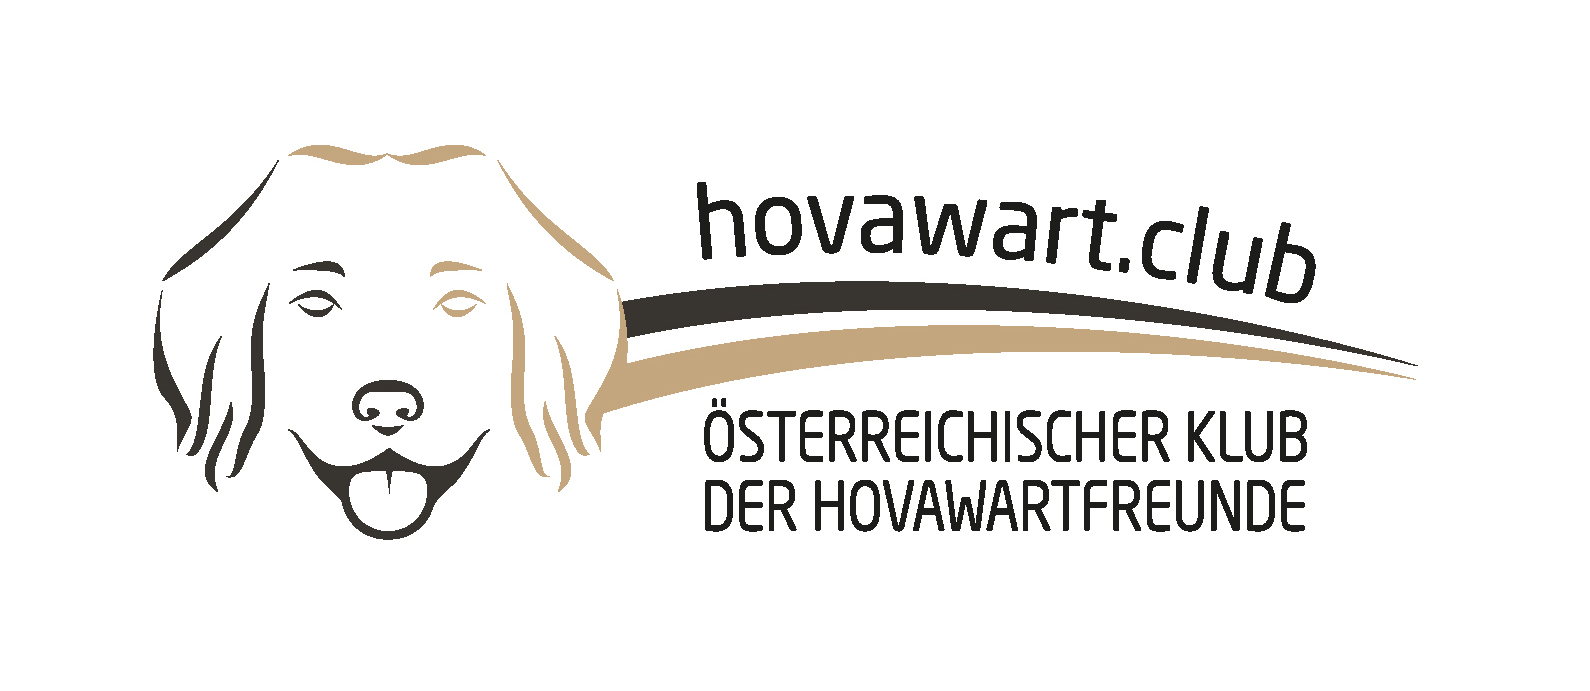 hovawart.club
ÖSTERREICHISCHER KLUB
DER HOVAWARTFREUNDE